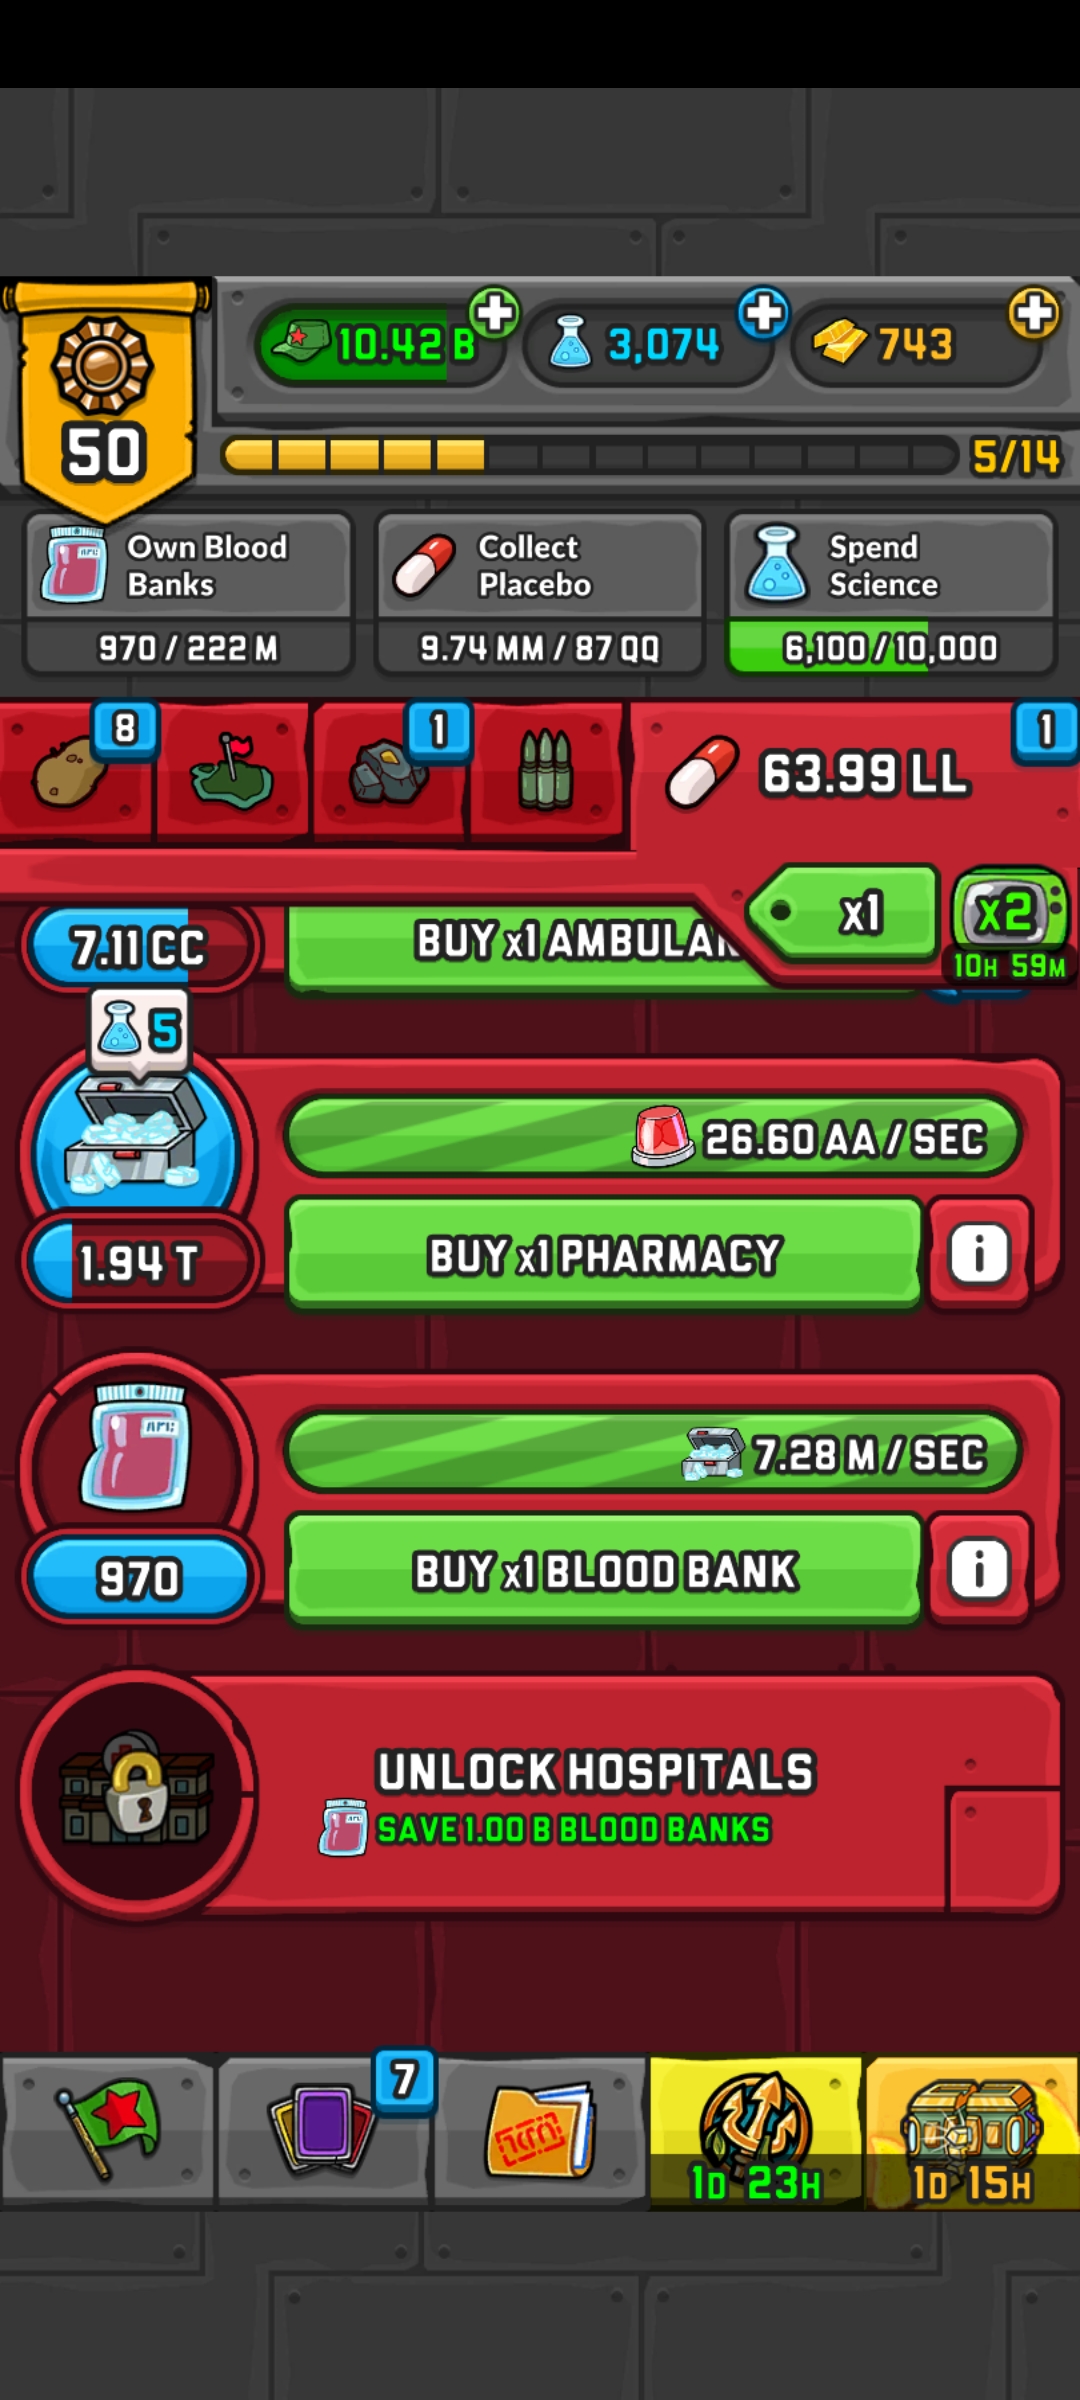 10.42 B
3,074
743
50
5/14
Own Blood
Banks
970 / 222 M
Collect
Placebo
9.74 MM / 87 QQ
Spend
Science
6,100 / 10,000
8
1
63.99 LL
1
x1
x2
10H 59M
7.11 CC
BUY x1 AMBULAN
5
26.60 AA / SEC
1.94 T
BUY x1 PHARMACY
i
7.28 M / SEC
970
BUY x1 BLOOD BANK
i
UNLOCK HOSPITALS
SAVE 1.00 B BLOOD BANKS
7
1D 23H
1D 15H